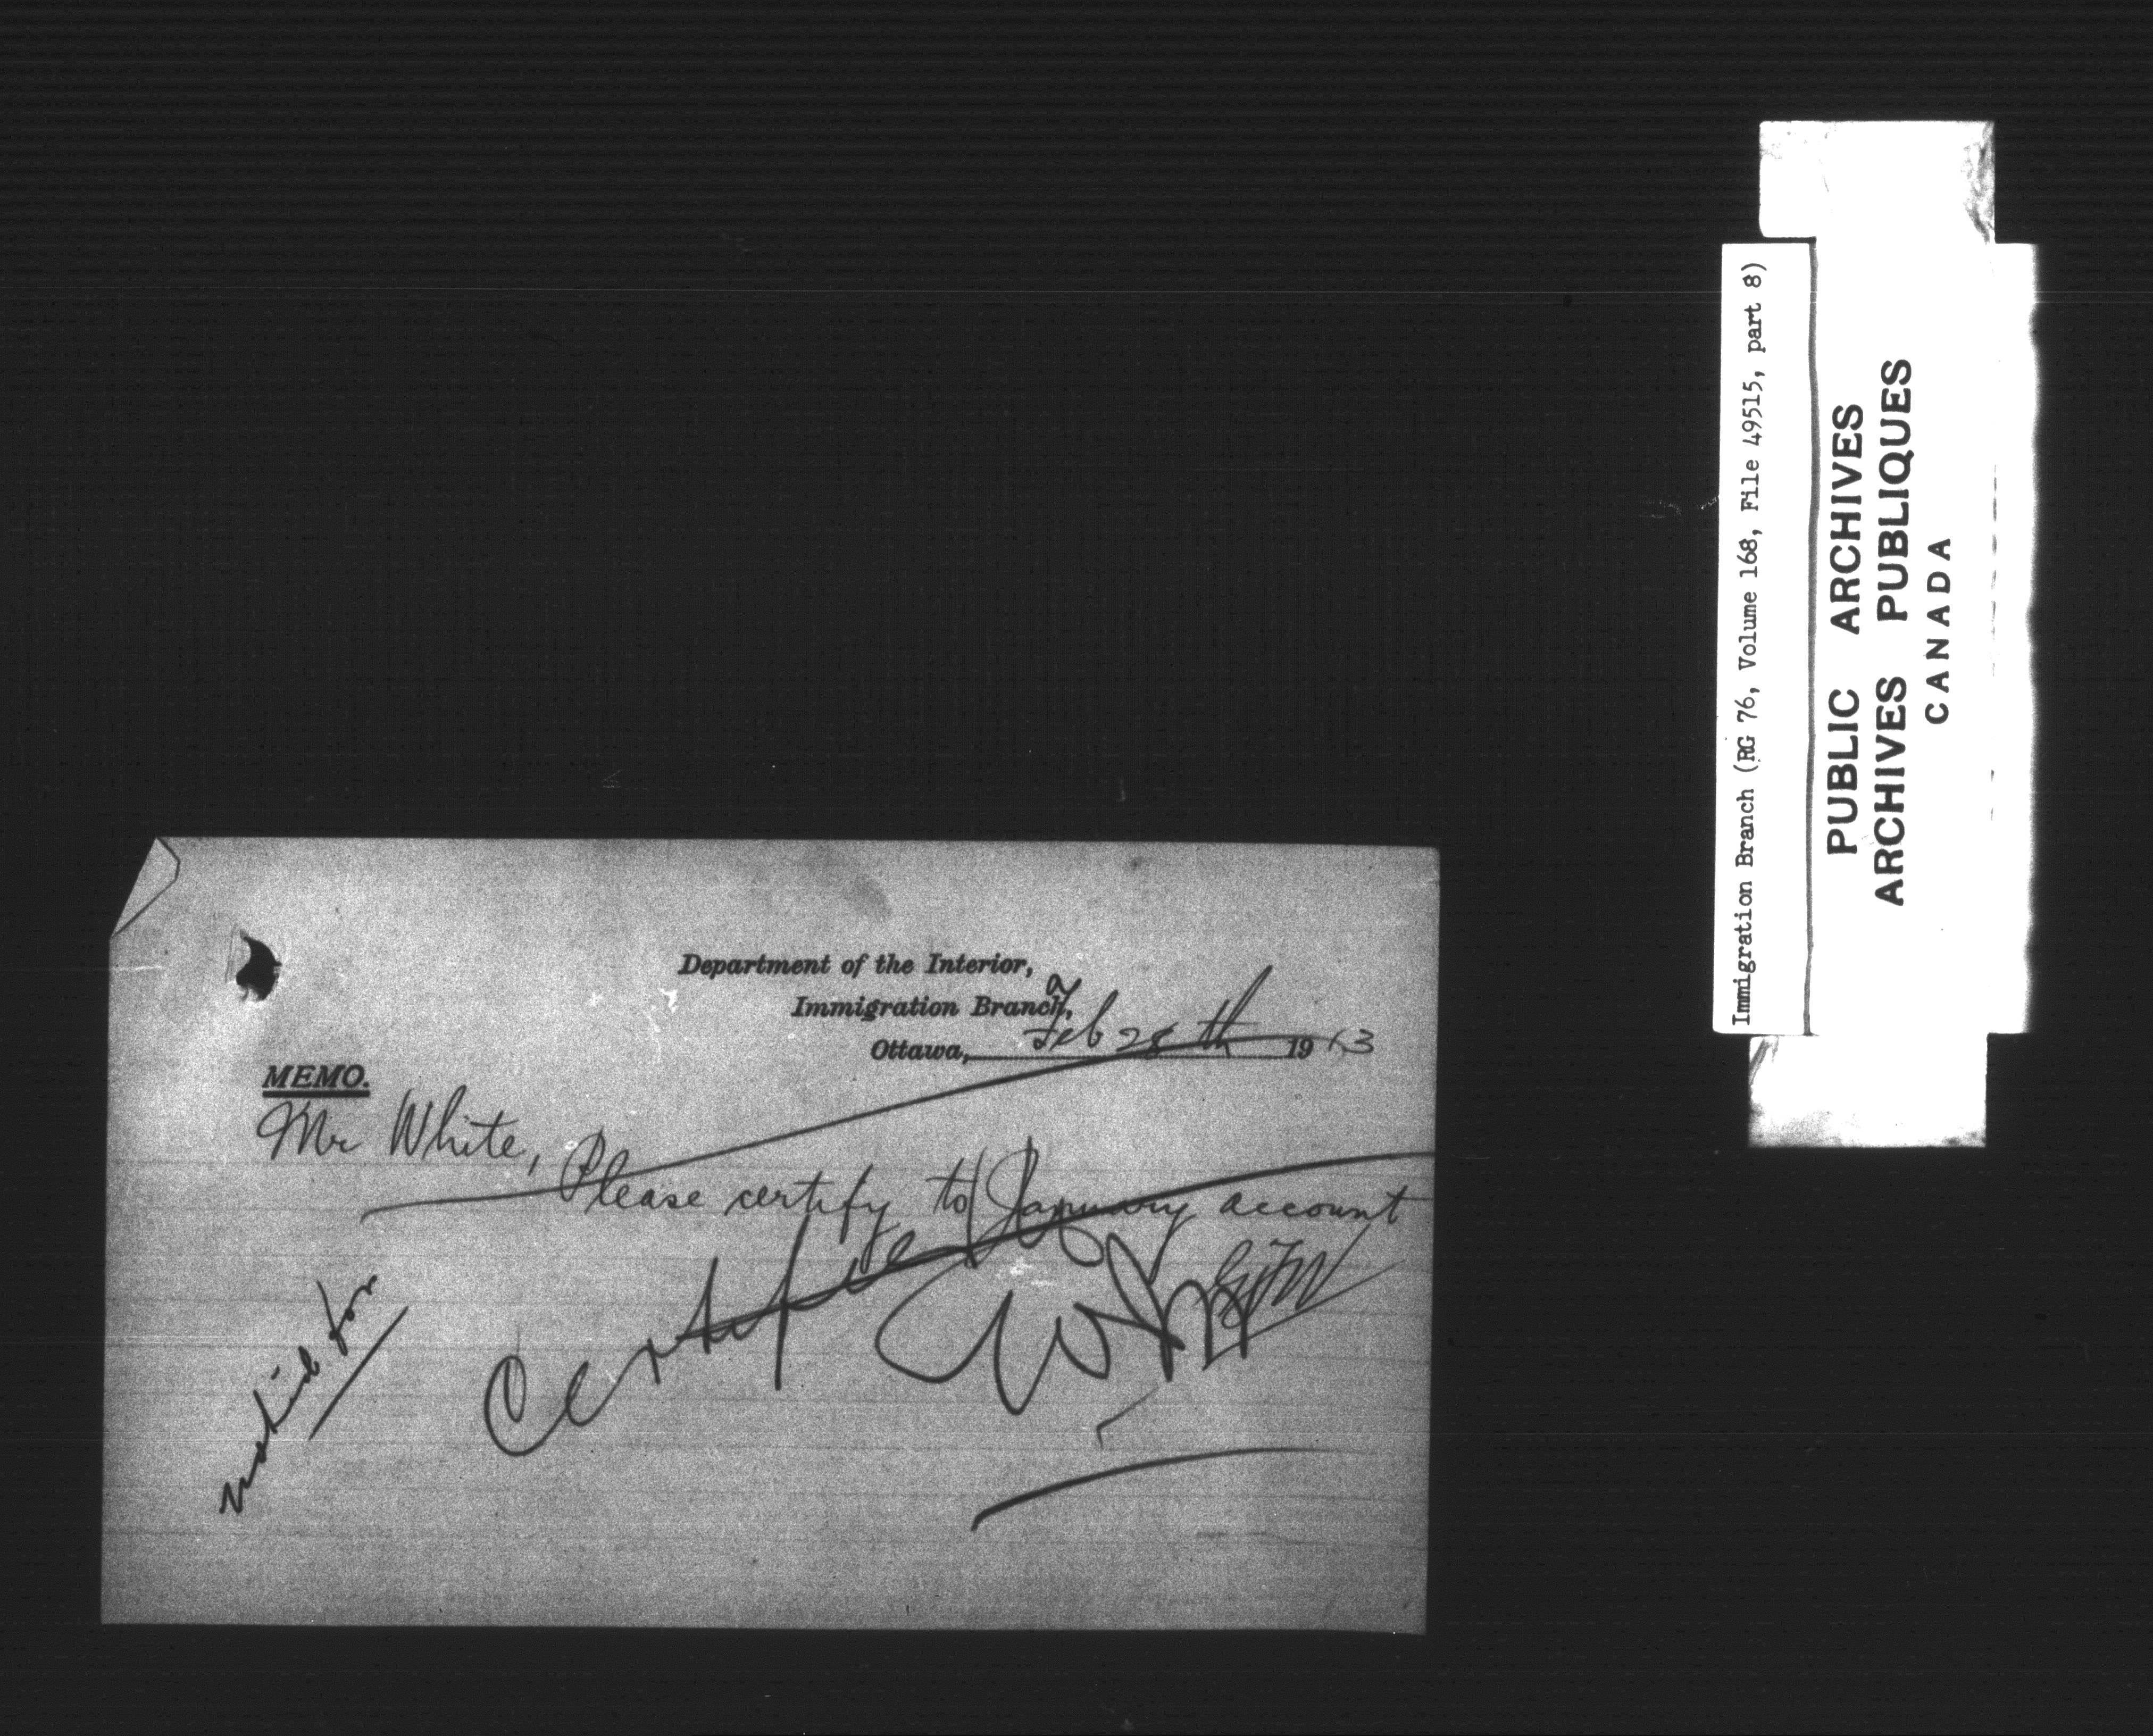 Department of the Interior,
Immigration Branch,
Ottawa, Feb 28th 1913
MEMO.
Mr White,
Please certify to January account
Certified
Immigration Branch (RG 76, Volume 168, File 49515, part 8)
PUBLIC ARCHIVES
ARCHIVES PUBLIQUES
CANADA